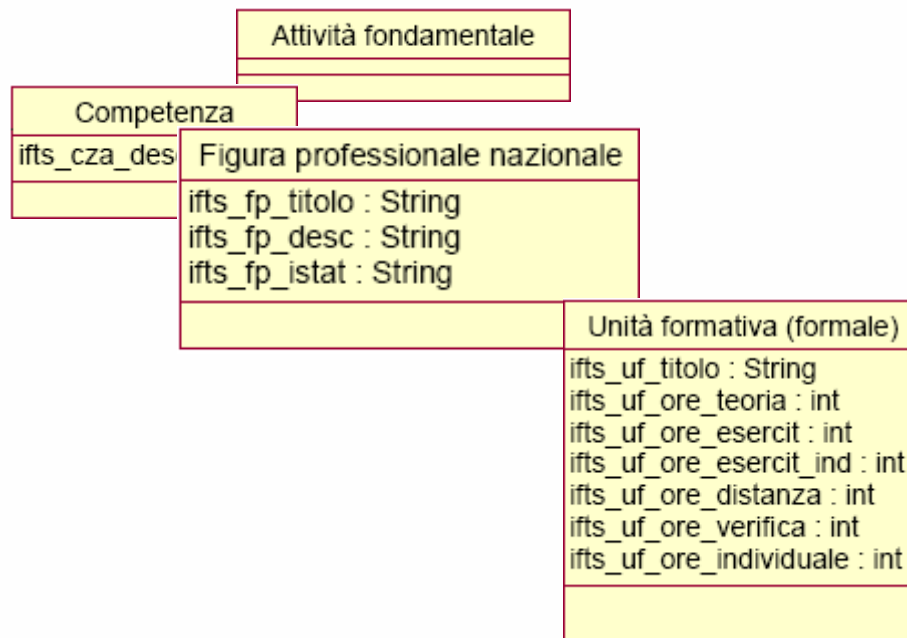 Attività fondamentale
Competenza
ifts_cza_des
Figura professionale nazionale
ifts_fp_titolo : String
ifts_fp_desc : String
ifts_fp_istat : String
Unità formativa (formale)
ifts_uf_titolo : String
ifts_uf_ore_teoria : int
ifts_uf_ore_esercit : int
ifts_uf_ore_esercit_ind : int
ifts_uf_ore_distanza : int
ifts_uf_ore_verifica : int
ifts_uf_ore_individuale : int